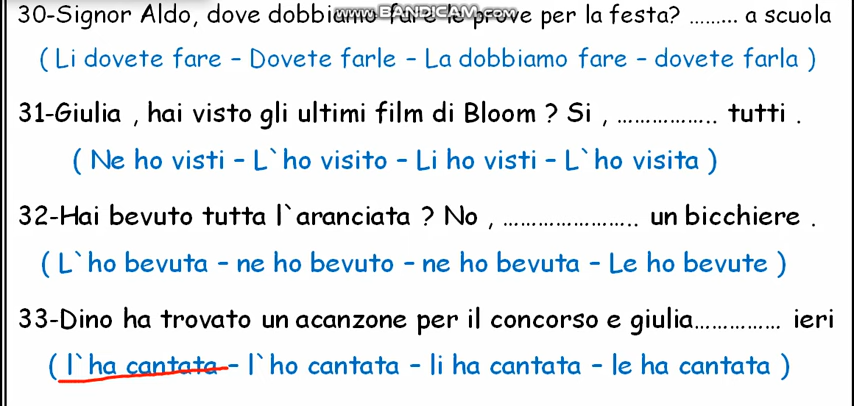 30-Signor Aldo, dove dobbiamo fare le prove per la festa? ......... a scuola
www.BANDICAM.com
( Li dovete fare - Dovete farle - La dobbiamo fare - dovete farla )
31-Giulia , hai visto gli ultimi film di Bloom ? Si , ................. tutti .
( Ne ho visti - L`ho visito - Li ho visti - L`ho visita )
32-Hai bevuto tutta l`aranciata ? No , ....................... un bicchiere .
( L`ho bevuta - ne ho bevuto - ne ho bevuta - Le ho bevute )
33-Dino ha trovato un acanzone per il concorso e giulia............... ieri
( l`ha cantata - l`ho cantata - li ha cantata - le ha cantata )